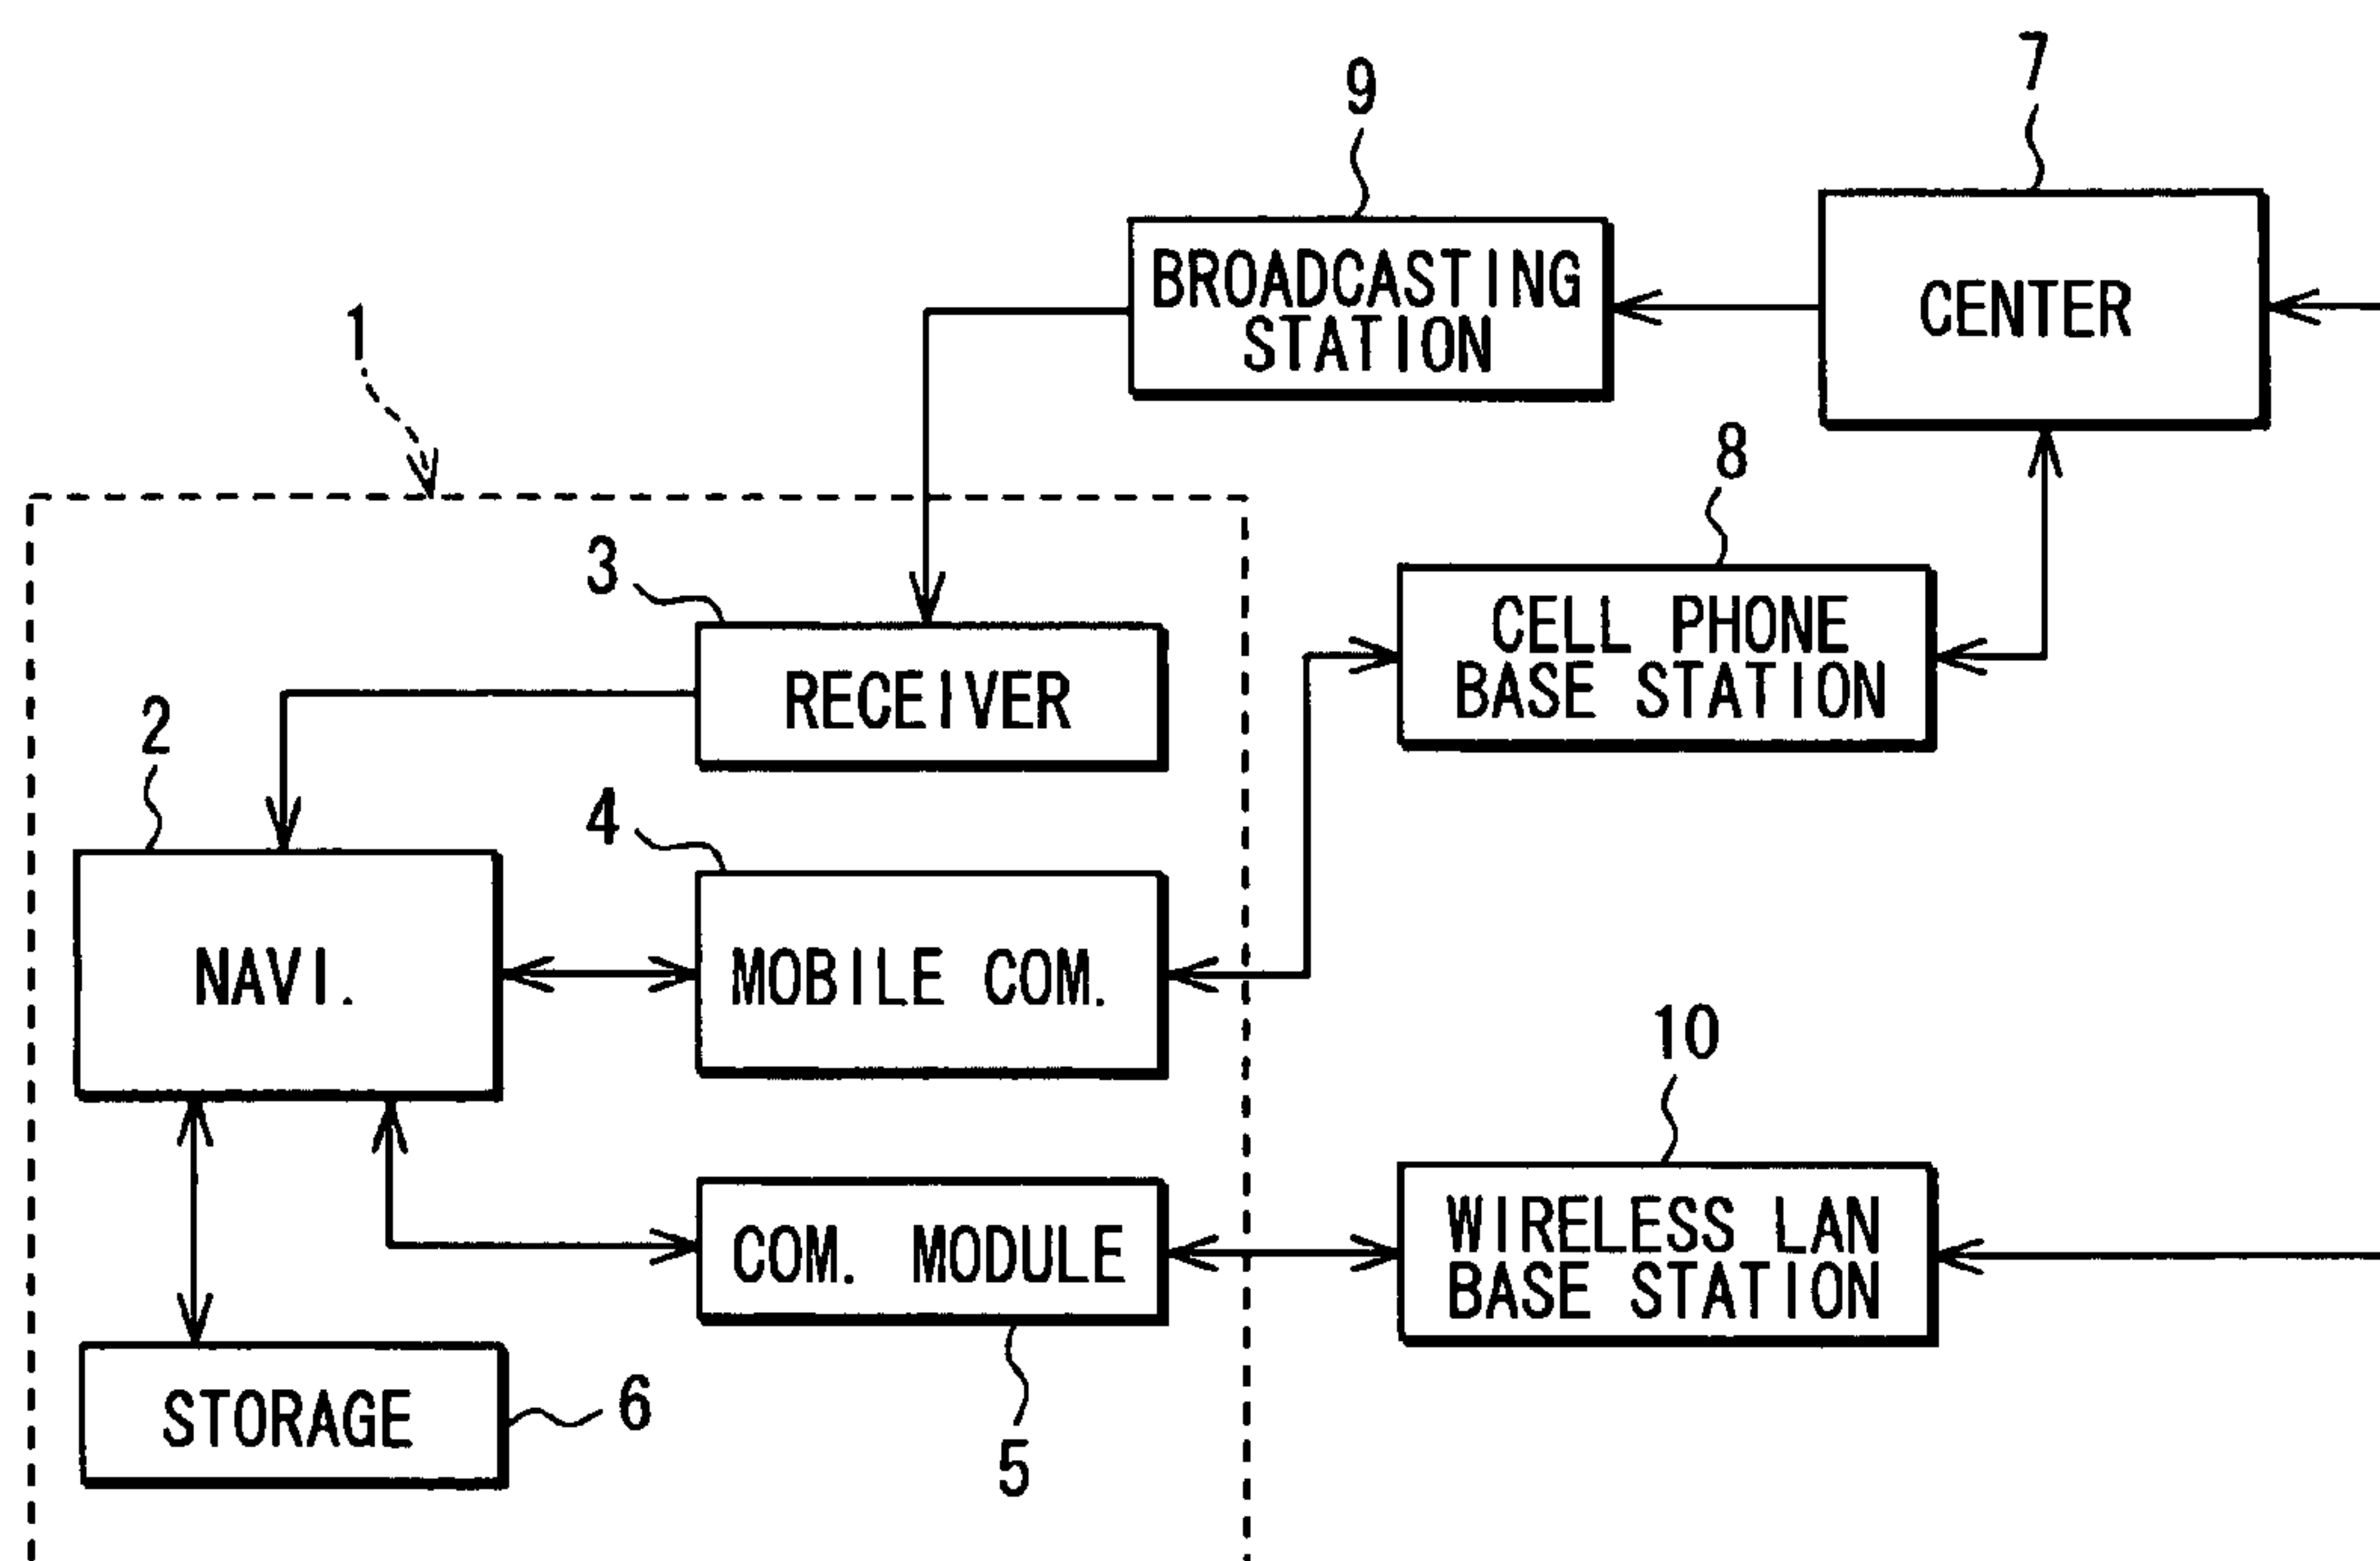 7
9
BROADCASTING
STATION
CENTER
1
8
3
CELL PHONE
BASE STATION
RECEIVER
2
4
NAVI.
MOBILE COM.
10
WIRELESS LAN
BASE STATION
COM. MODULE
STORAGE
6
5